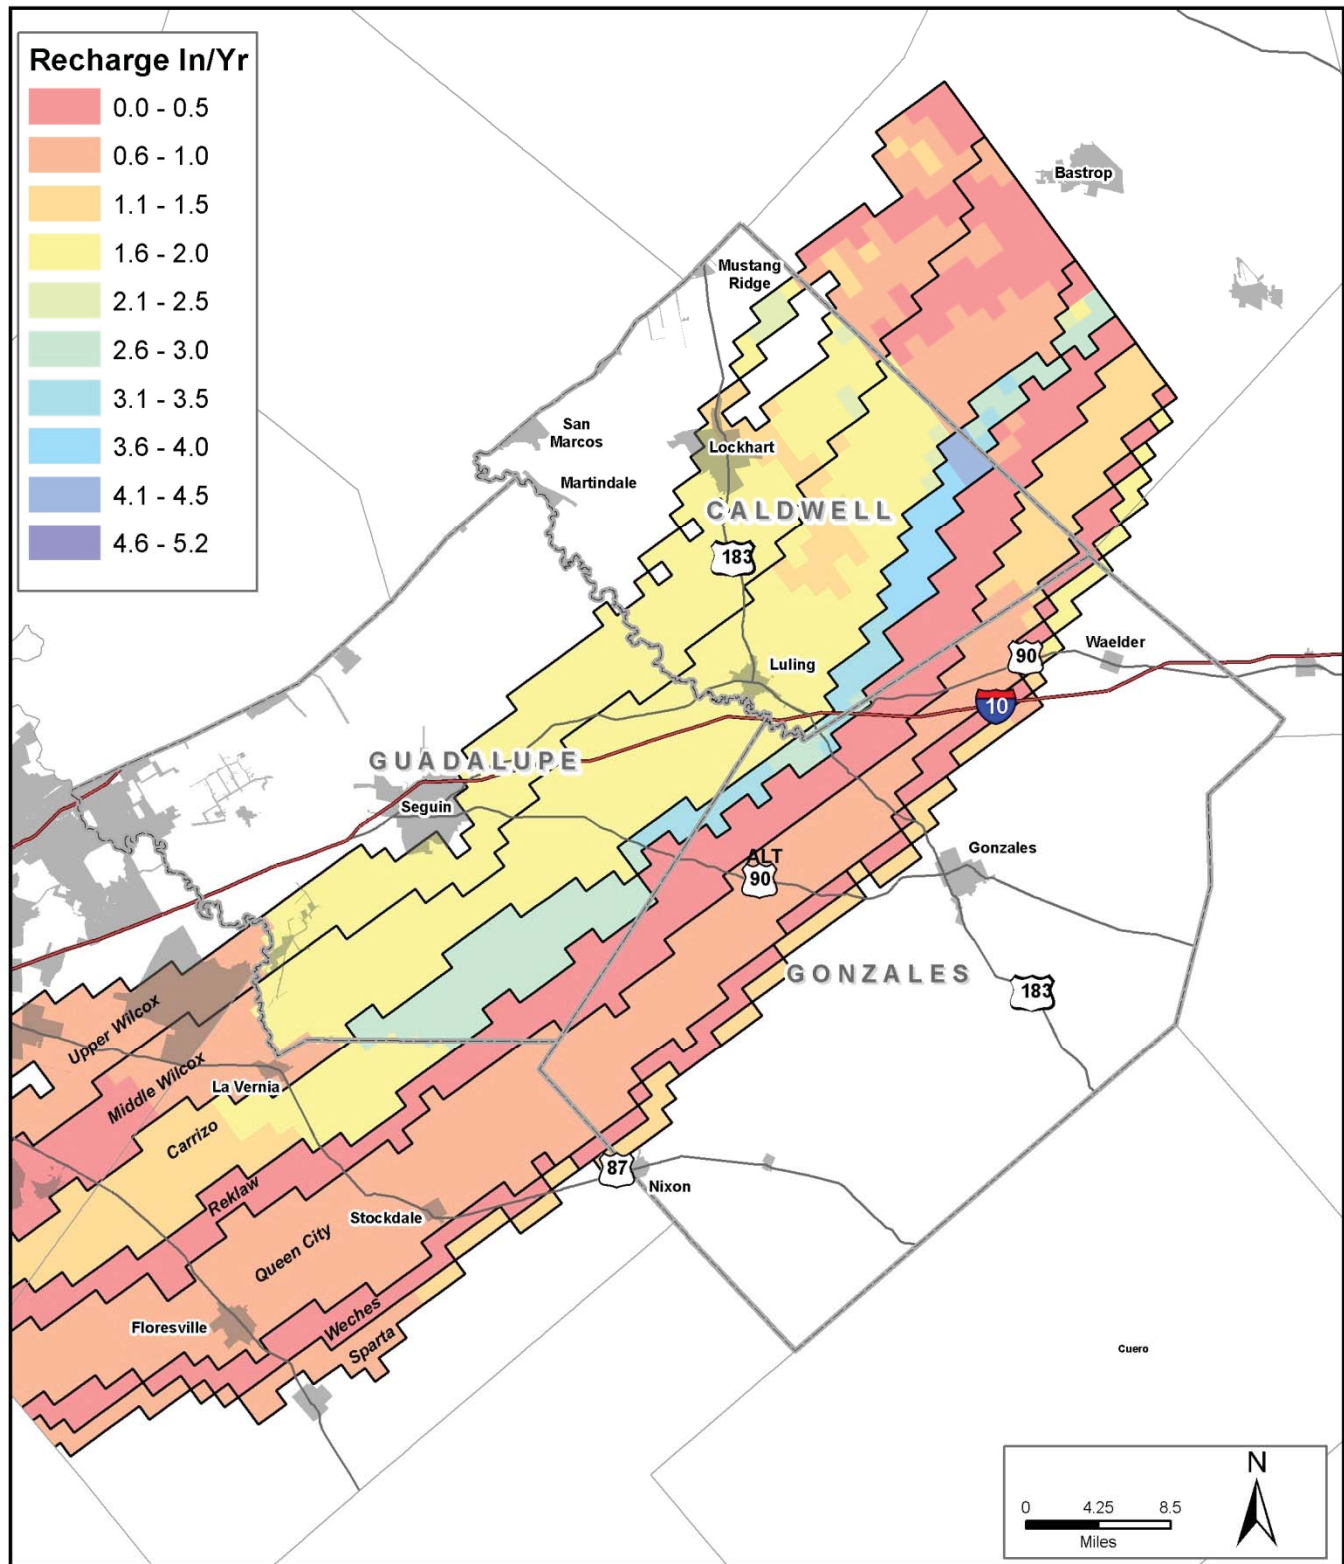 Recharge In/Yr
0.0 - 0.5
0.6 - 1.0
1.1 - 1.5
1.6 - 2.0
2.1 - 2.5
2.6 - 3.0
3.1 - 3.5
3.6 - 4.0
4.1 - 4.5
4.6 - 5.2
Bastrop
Mustang
Ridge
San
Marcos
Lockhart
Martindale
CALDWELL
183
Waelder
90
Luling
10
GUADALUPE
Seguin
Gonzales
ALT
90
GONZALES
183
Upper Wilcox
Middle Wilcox
La Vernia
Carrizo
Reklaw
87
Nixon
Stockdale
Queen City
Floresville
Weches
Sparta
Cuero
N
0 4.25 8.5
Miles